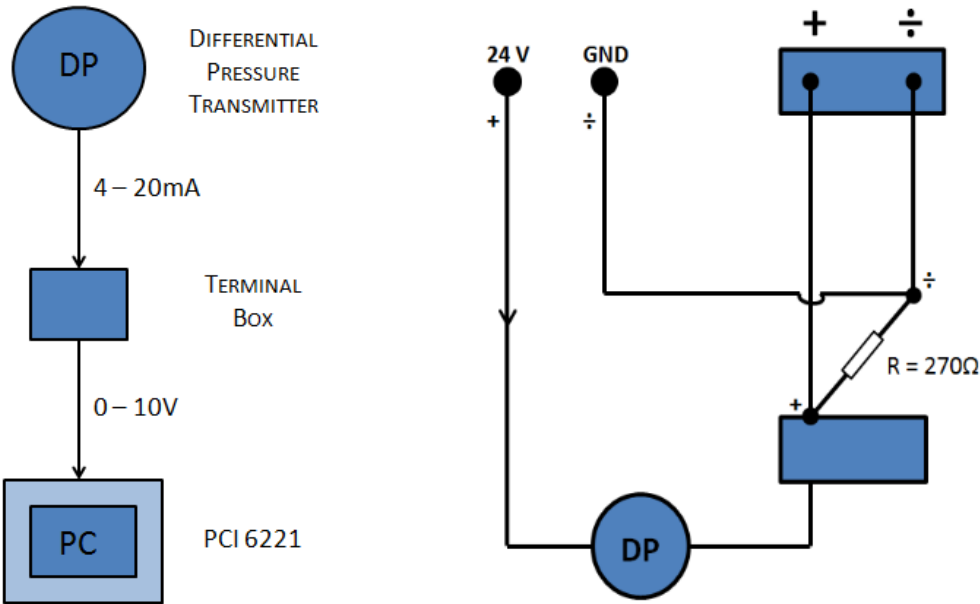 DP
DIFFERENTIAL
PRESSURE
TRANSMITTER
4 – 20mA
TERMINAL
BOX
0 – 10V
PC
PCI 6221
24 V
GND
+
÷
+
÷
÷
R = 270Ω
+
DP